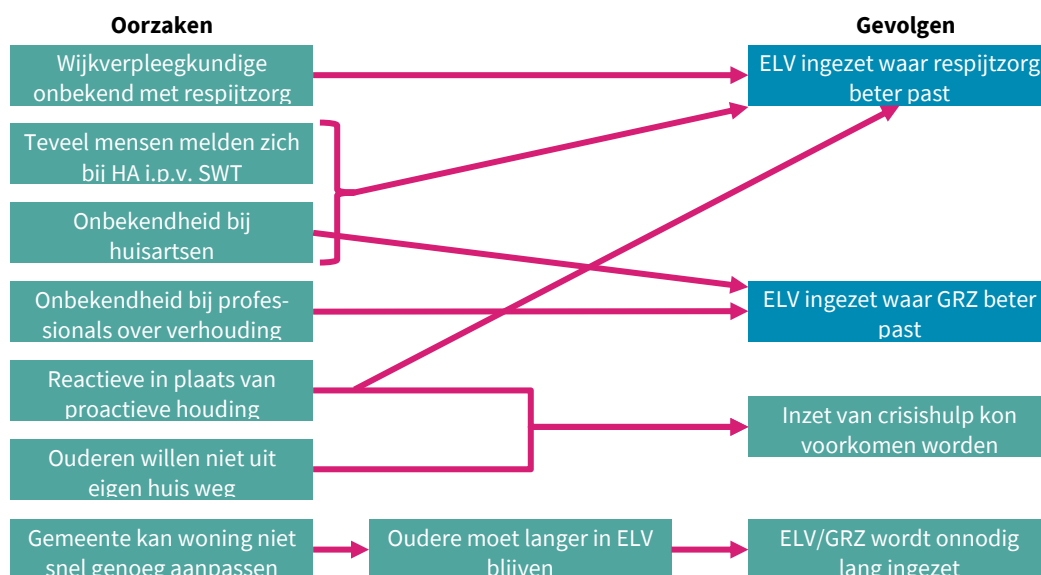 Oorzaken
Gevolgen
Wijkverpleegkundige
onbekend met respijtzorg
ELV ingezet waar respijtzorg
beter past
Teveel mensen melden zich
bij HA i.p.v. SWT
Onbekendheid bij
huisartsen
Onbekendheid bij profes-
sionals over verhouding
ELV ingezet waar GRZ beter
past
Reactieve in plaats van
proactieve houding
Inzet van crisishulp kon
voorkomen worden
Ouderen willen niet uit
eigen huis weg
Gemeente kan woning niet
snel genoeg aanpassen
Oudere moet langer in ELV
blijven
ELV/GRZ wordt onnodig
lang ingezet